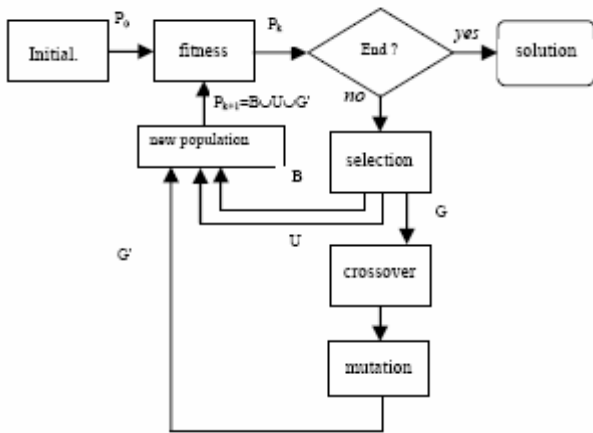 P₀
Pₖ
Initial.
fitness
End ?
yes
solution
no
Pₖ₊₁=B∪U∪G'
new population
selection
B
U
G
G'
crossover
mutation